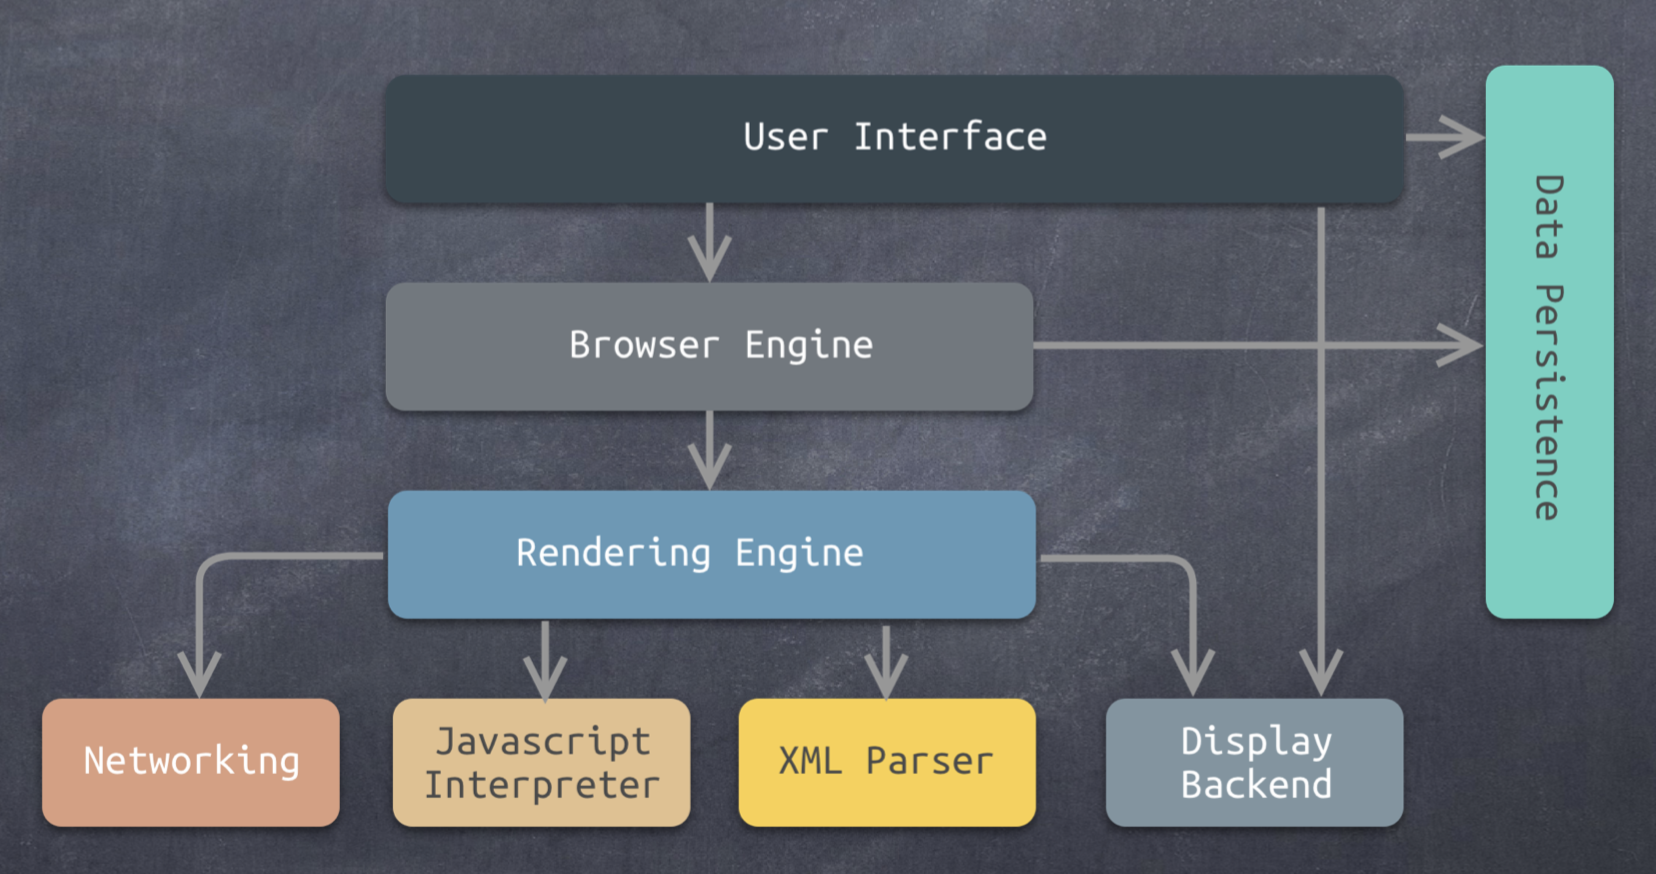 User Interface
Data Persistence
Browser Engine
Rendering Engine
Networking
Javascript
Interpreter
XML Parser
Display
Backend